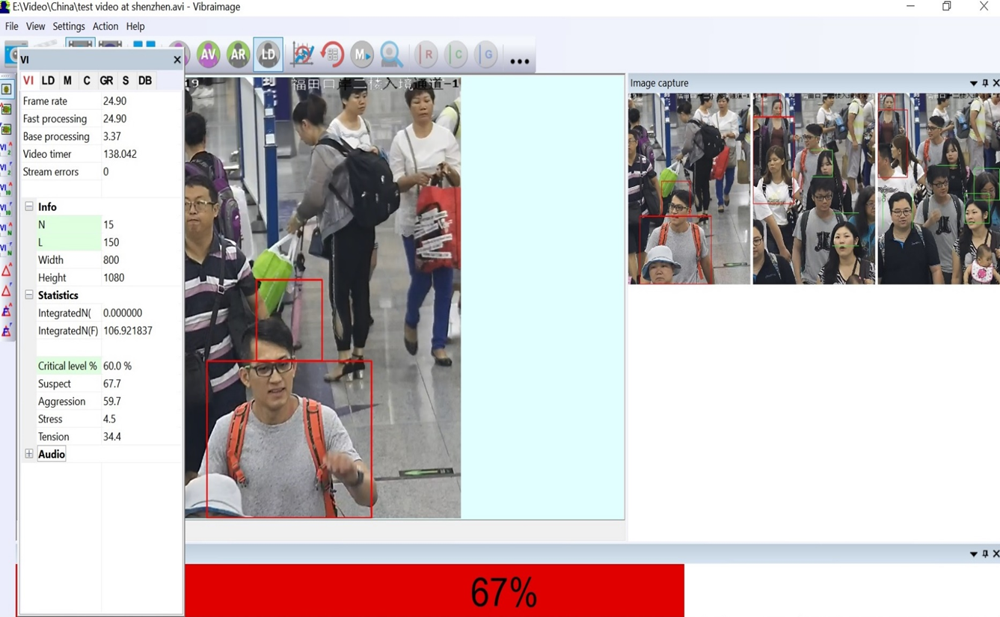 E:\Video\China\test video at shenzhen.avi - Vibraimage
File View Settings Action Help
AV AR LD M R C G
VI
VI LD M C GR S DB
Frame rate 24.90
Fast processing 24.90
Base processing 3.37
Video timer 138.042
Stream errors 0
Info
N 15
L 150
Width 800
Height 1080
Statistics
IntegratedN( 0.000000
IntegratedN(F) 106.921837
Critical level % 60.0 %
Suspect 67.7
Aggression 59.7
Stress 4.5
Tension 34.4
Audio
19 福田口岸二楼入境通道-1
Image capture
67%